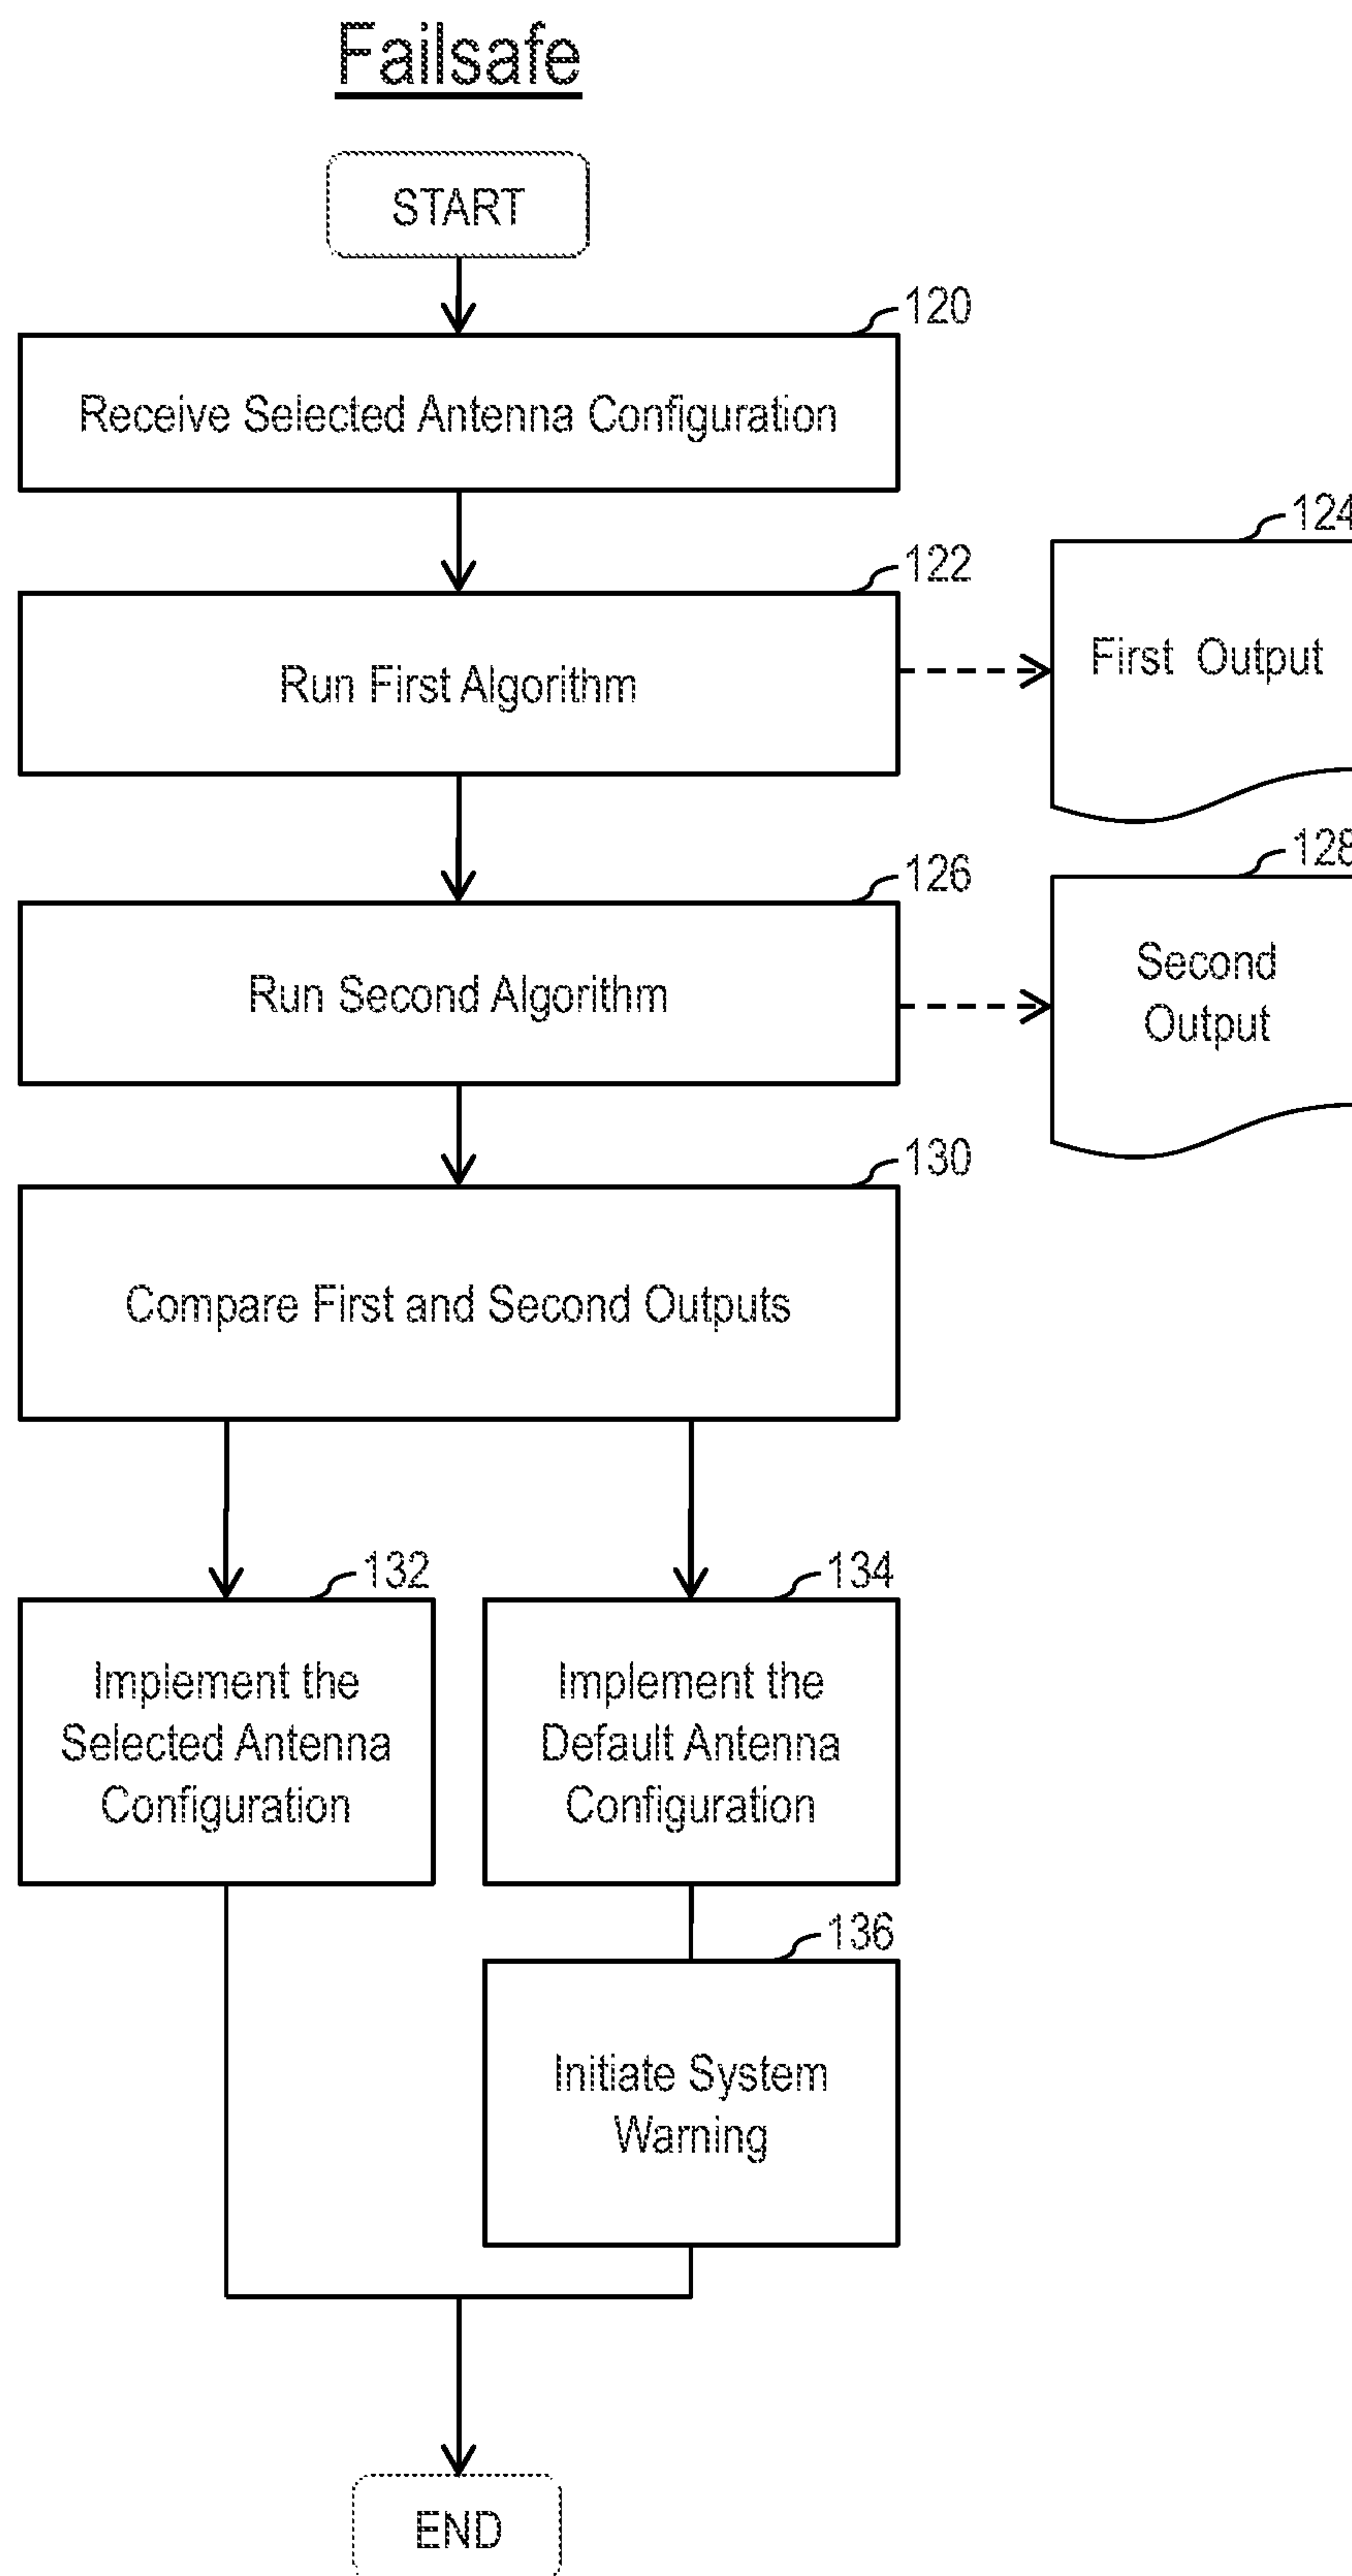 Failsafe
START
120
Receive Selected Antenna Configuration
122
Run First Algorithm
124
First Output
126
Run Second Algorithm
128
Second
Output
130
Compare First and Second Outputs
132
Implement the
Selected Antenna
Configuration
134
Implement the
Default Antenna
Configuration
136
Initiate System
Warning
END